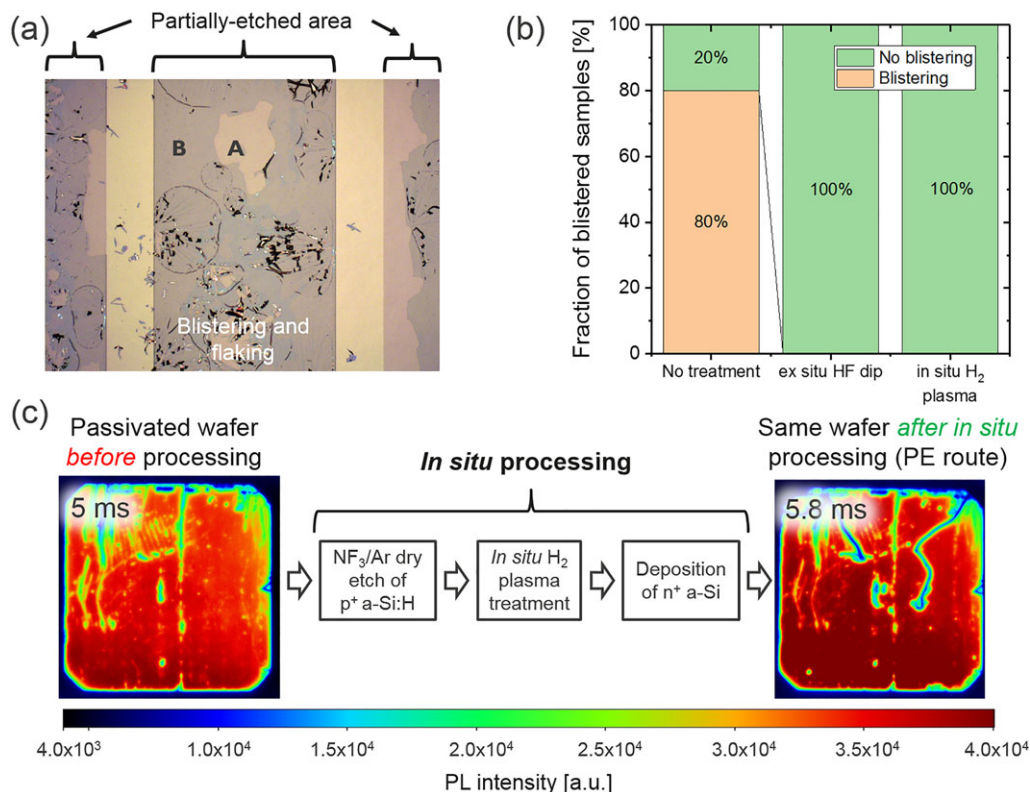 (a)
Partially-etched area
B
A
Blistering and
flaking
(b)
Fraction of blistered samples [%]
100
80
60
40
20
0
No blistering
Blistering
20%
80%
100%
100%
No treatment
ex situ HF dip
in situ H₂
plasma
(c)
Passivated wafer
before processing
5 ms
In situ processing
NF₃/Ar dry
etch of
p⁺ a-Si:H
In situ H₂
plasma
treatment
Deposition
of n⁺ a-Si
Same wafer after in situ
processing (PE route)
5.8 ms
4.0x10³
1.0x10⁴
1.5x10⁴
2.0x10⁴
2.5x10⁴
3.0x10⁴
3.5x10⁴
4.0x10⁴
PL intensity [a.u.]